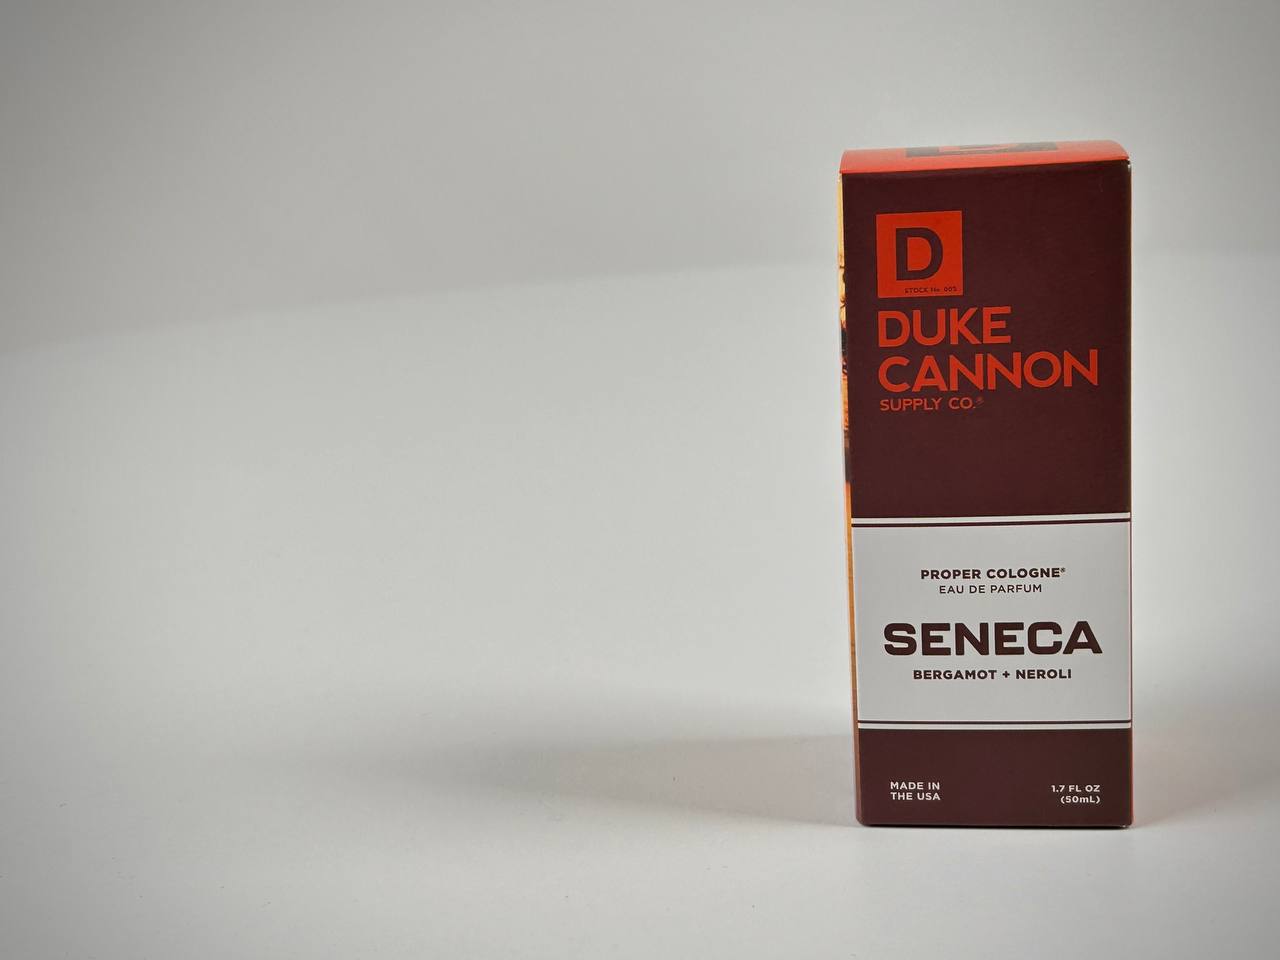 D
STOCK No. 005
DUKE
CANNON
SUPPLY CO.®
PROPER COLOGNE®
EAU DE PARFUM
SENECA
BERGAMOT + NEROLI
MADE IN
THE USA
1.7 FL OZ
(50mL)